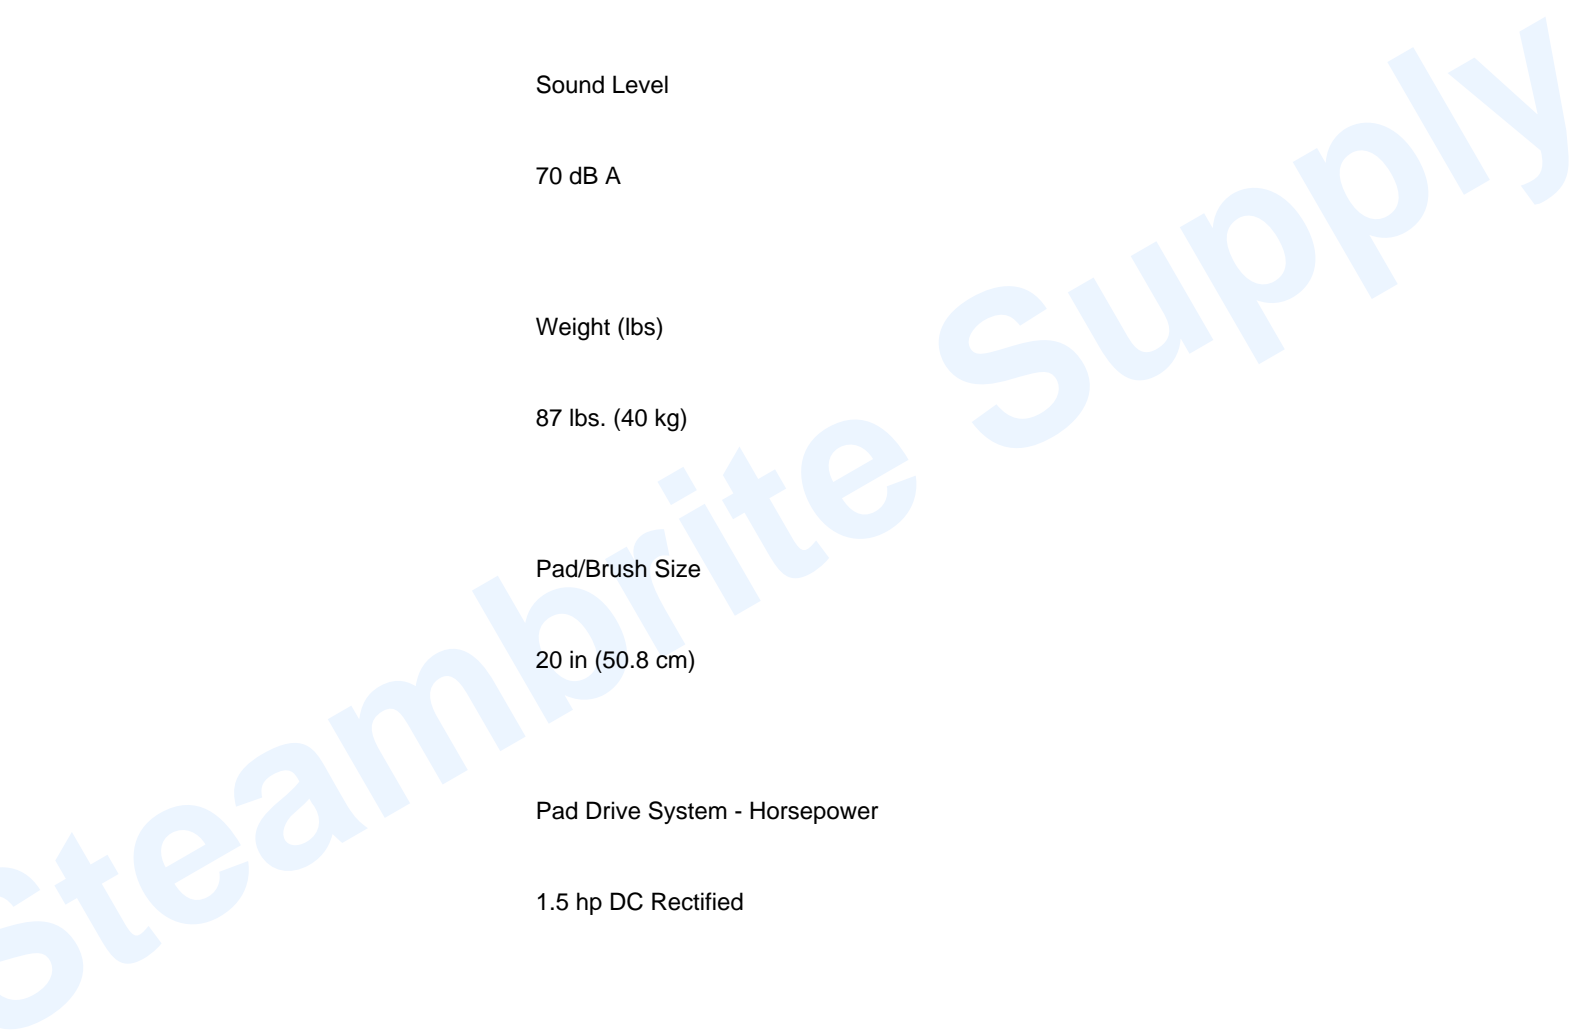 Sound Level
70 dB A
Weight (lbs)
87 lbs. (40 kg)
Pad/Brush Size
20 in (50.8 cm)
Pad Drive System - Horsepower
1.5 hp DC Rectified
Steambrite Supply